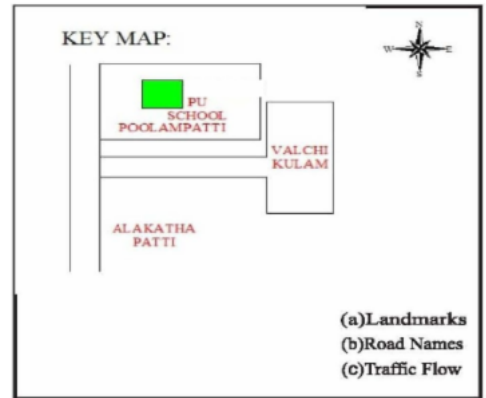 KEY MAP:
N
W E
S
PU
SCHOOL
POOLAMPATTI
VALCHI
KULAM
ALAKATHA
PATTI
(a)Landmarks
(b)Road Names
(c)Traffic Flow